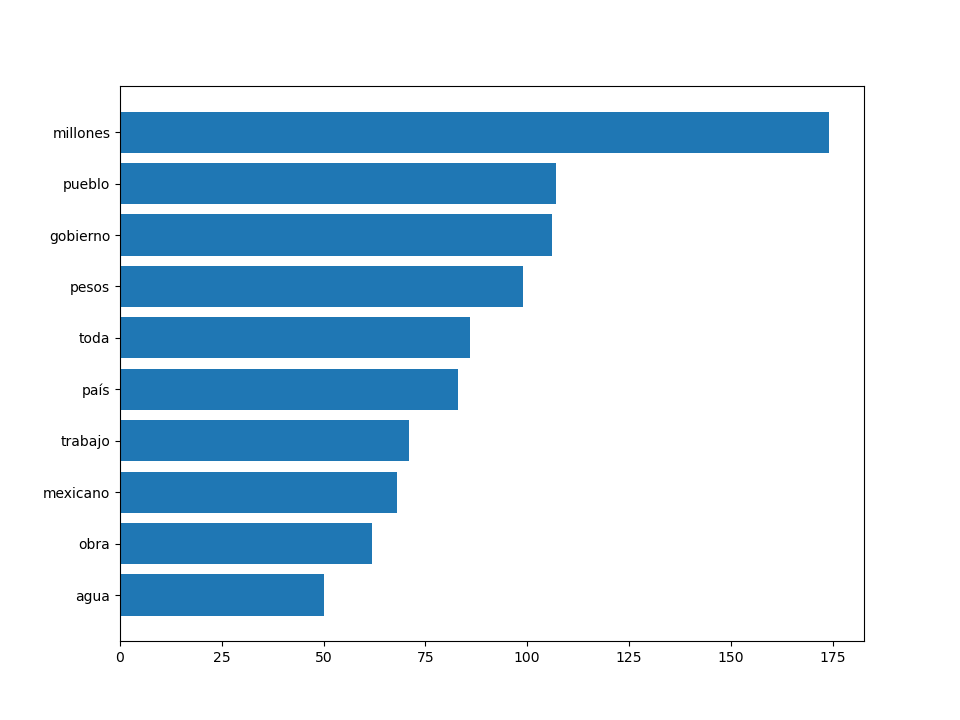 millones
pueblo
gobierno
pesos
toda
país
trabajo
mexicano
obra
agua
0 25 50 75 100 125 150 175